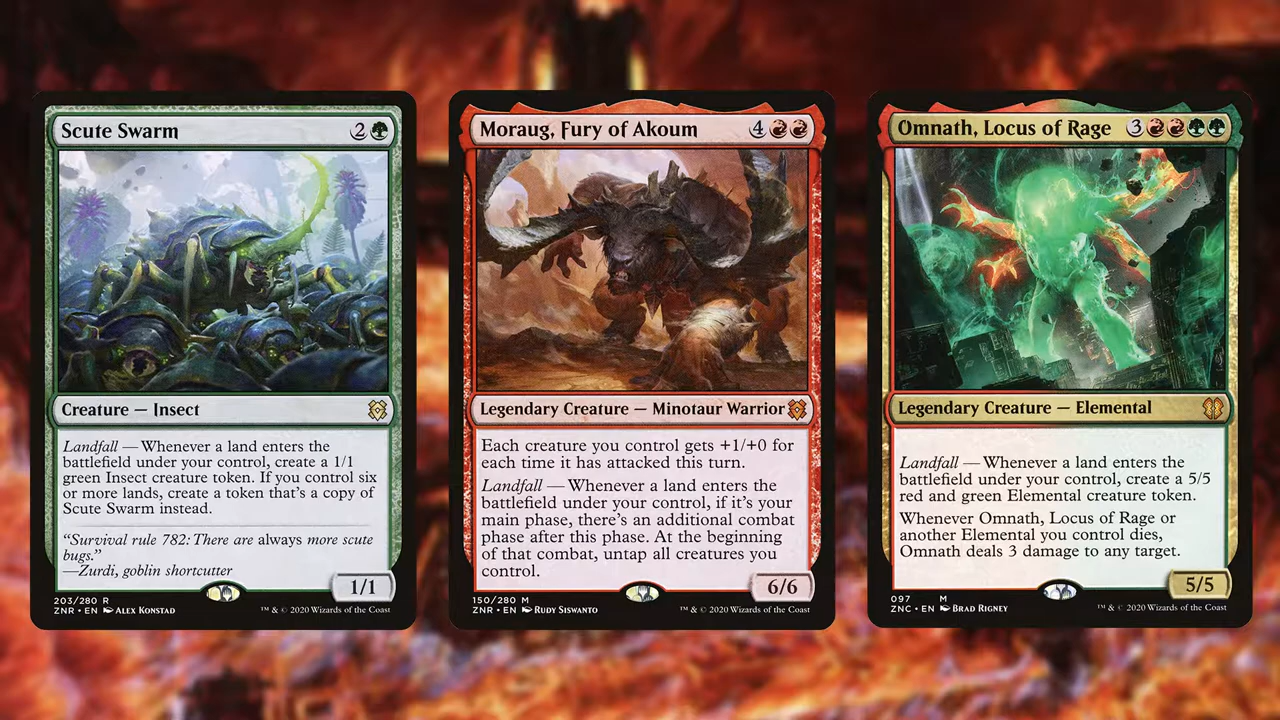 Scute Swarm 2
Creature — Insect
Landfall — Whenever a land enters the
battlefield under your control, create a 1/1
green Insect creature token. If you control six
or more lands, create a token that's a copy of
Scute Swarm instead.
"Survival rule 782: There are always more scute
bugs."
—Zurdi, goblin shortcutter
1/1
203/280 R
ZNR • EN ALEX KONSTAD
™ & © 2020 Wizards of the Coast
Moraug, Fury of Akoum 4
Legendary Creature — Minotaur Warrior
Each creature you control gets +1/+0 for
each time it has attacked this turn.
Landfall — Whenever a land enters the
battlefield under your control, if it's your
main phase, there's an additional combat
phase after this phase. At the beginning
of that combat, untap all creatures you
control.
6/6
150/280 M
ZNR • EN RUDY SISWANTO
™ & © 2020 Wizards of the Coast
Omnath, Locus of Rage 3
Legendary Creature — Elemental
Landfall — Whenever a land enters the
battlefield under your control, create a 5/5
red and green Elemental creature token.
Whenever Omnath, Locus of Rage or
another Elemental you control dies,
Omnath deals 3 damage to any target.
5/5
097 M
ZNC • EN BRAD RIGNEY
™ & © 2020 Wizards of the Coast